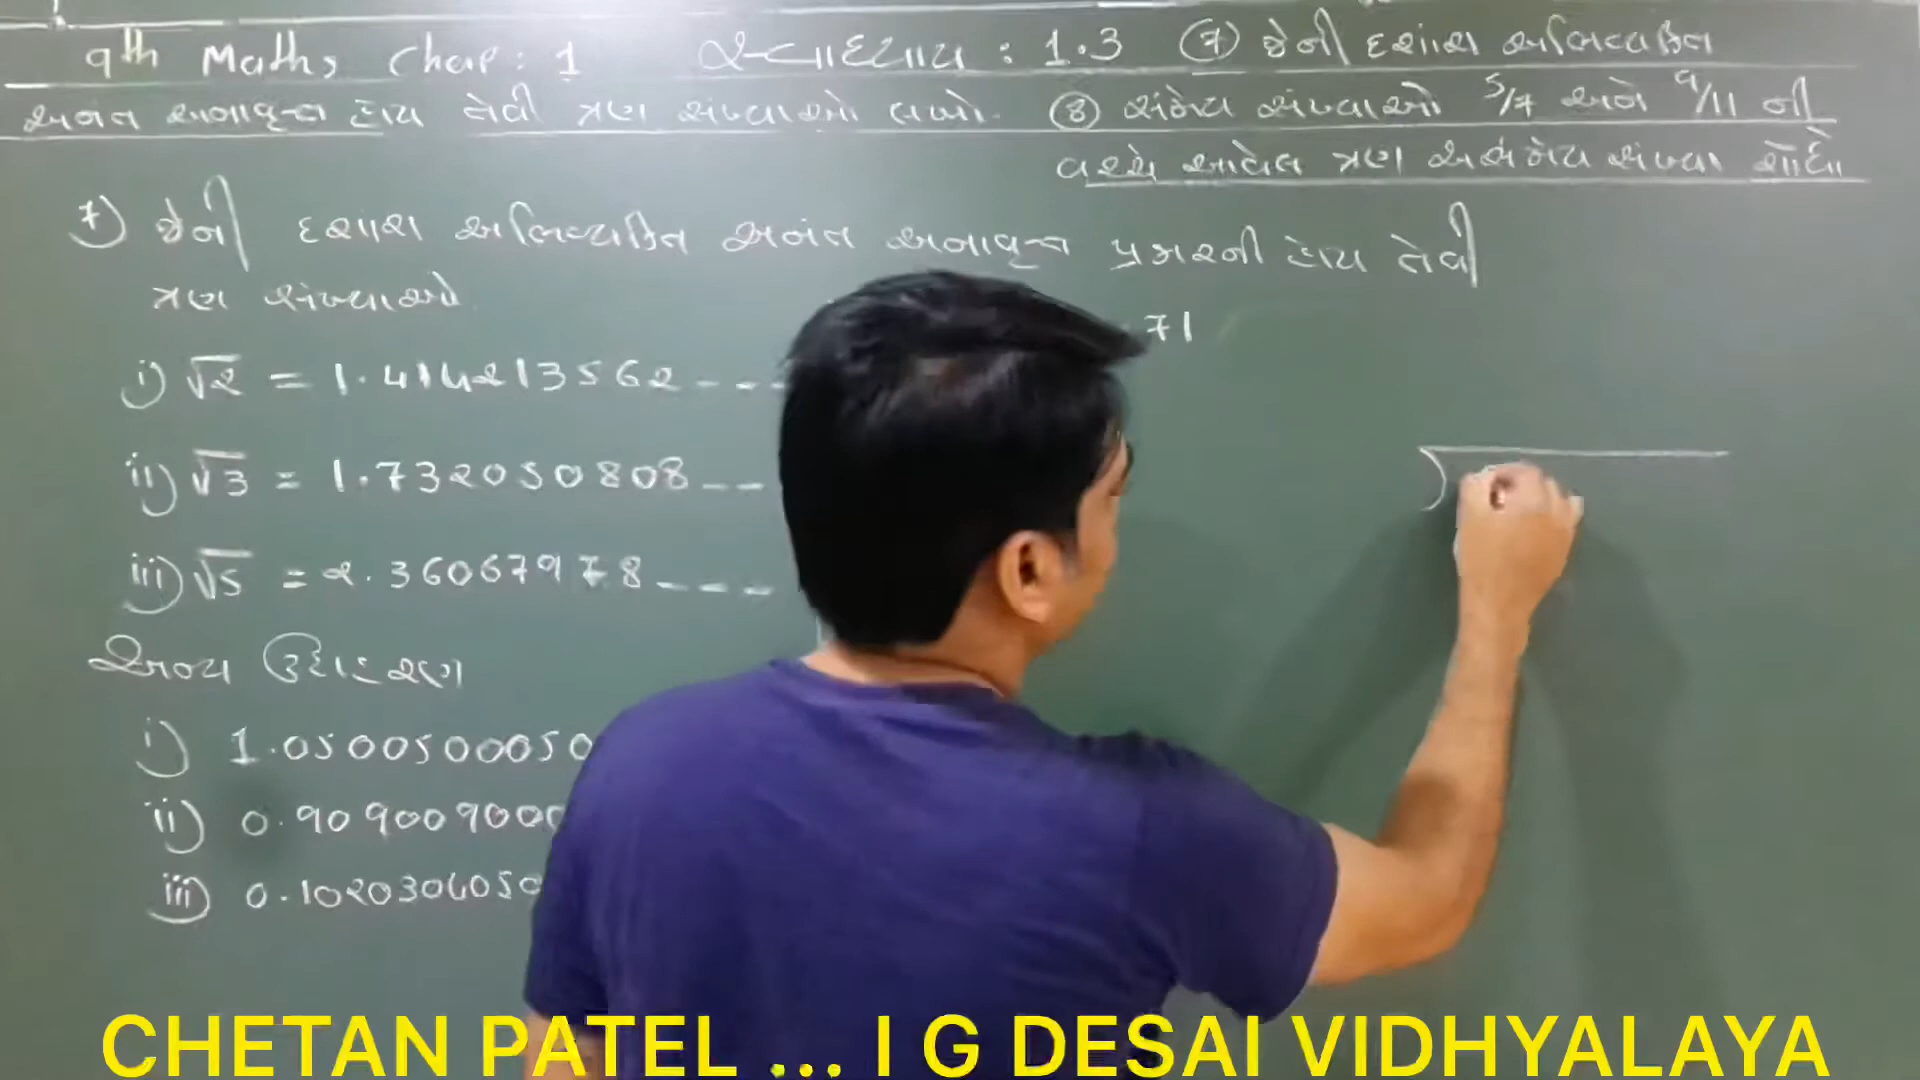 9th Maths Chap : 1 સ્વાધ્યાય : 1.3 (7) જેની દશાંશ અભિવ્યક્તિ
અનંત અનાવૃત્ત હોય તેવી ત્રણ સંખ્યાઓ લખો. (8) સંમેય સંખ્યાઓ 5/7 અને 9/11 ની
વચ્ચે આવેલ ત્રણ અસંમેય સંખ્યા શોધો
7) જેની દશાંશ અભિવ્યક્તિ અનંત અનાવૃત્ત પ્રકારની હોય તેવી
ત્રણ સંખ્યાઓ
.71
i) √2 = 1.414213562----
ii) √3 = 1.732050808---
iii) √5 = 2.36067978----
અન્ય ઉદાહરણ
i) 1.0500500050
ii) 0.909009000
iii) 0.1020304050
CHETAN PATEL ... I G DESAI VIDHYALAYA